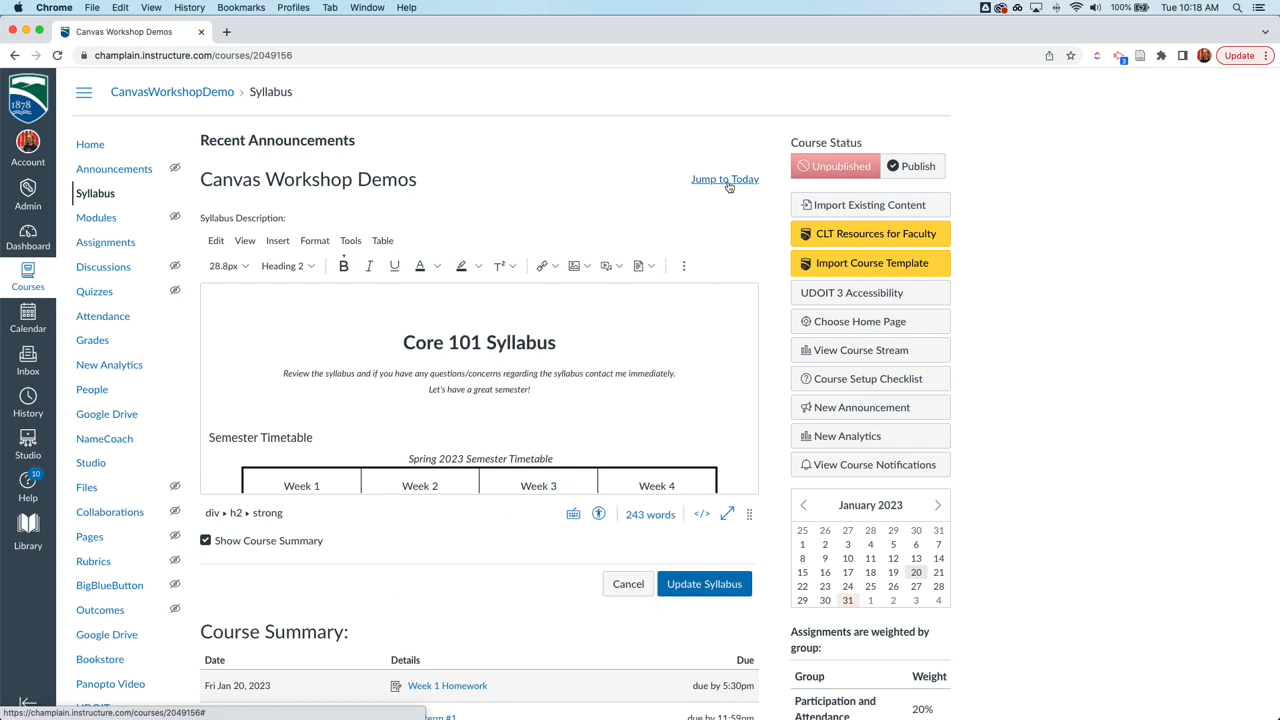 Chrome File Edit View History Bookmarks Profiles Tab Window Help 100% Tue 10:18 AM
Canvas Workshop Demos
champlain.instructure.com/courses/2049156 3 Update
1878
CanvasWorkshopDemo › Syllabus
Account
Admin
Dashboard
Courses
Calendar
Inbox
History
Studio
10
Help
Library
Home
Announcements
Syllabus
Modules
Assignments
Discussions
Quizzes
Attendance
Grades
New Analytics
People
Google Drive
NameCoach
Studio
Files
Collaborations
Pages
Rubrics
BigBlueButton
Outcomes
Google Drive
Bookstore
Panopto Video
https://champlain.instructure.com/courses/2049156#
Recent Announcements
Canvas Workshop Demos Jump to Today
Syllabus Description:
Edit View Insert Format Tools Table
28.8px Heading 2 B I U A T²
Core 101 Syllabus
Review the syllabus and if you have any questions/concerns regarding the syllabus contact me immediately.
Let's have a great semester!
Semester Timetable
Spring 2023 Semester Timetable
Week 1 Week 2 Week 3 Week 4
div ▸ h2 ▸ strong 243 words </>
Show Course Summary
Cancel Update Syllabus
Course Summary:
Date Details Due
Fri Jan 20, 2023 Week 1 Homework due by 5:30pm
due by 11:59pm
Course Status
Unpublished Publish
Import Existing Content
CLT Resources for Faculty
Import Course Template
UDOIT 3 Accessibility
Choose Home Page
View Course Stream
Course Setup Checklist
New Announcement
New Analytics
View Course Notifications
January 2023
25 26 27 28 29 30 31
1 2 3 4 5 6 7
8 9 10 11 12 13 14
15 16 17 18 19 20 21
22 23 24 25 26 27 28
29 30 31 1 2 3 4
Assignments are weighted by
group:
Group Weight
Participation and
Attendance 20%